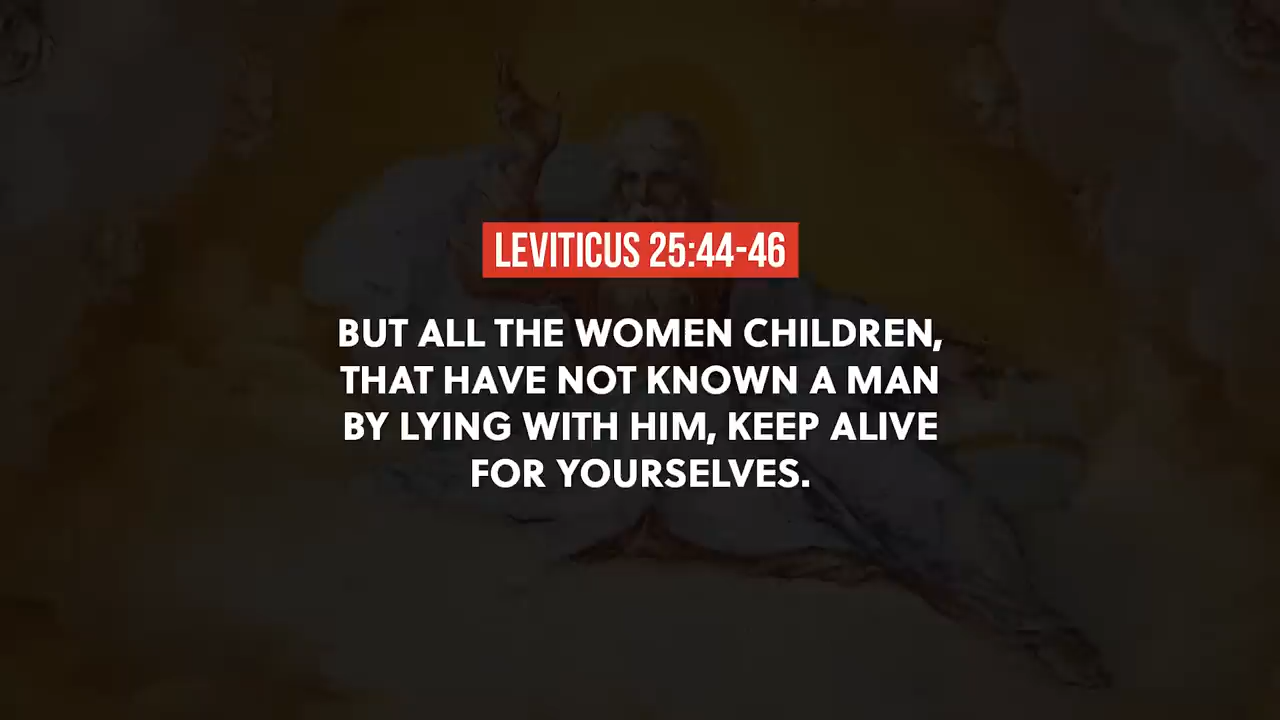 LEVITICUS 25:44-46
BUT ALL THE WOMEN CHILDREN,
THAT HAVE NOT KNOWN A MAN
BY LYING WITH HIM, KEEP ALIVE
FOR YOURSELVES.